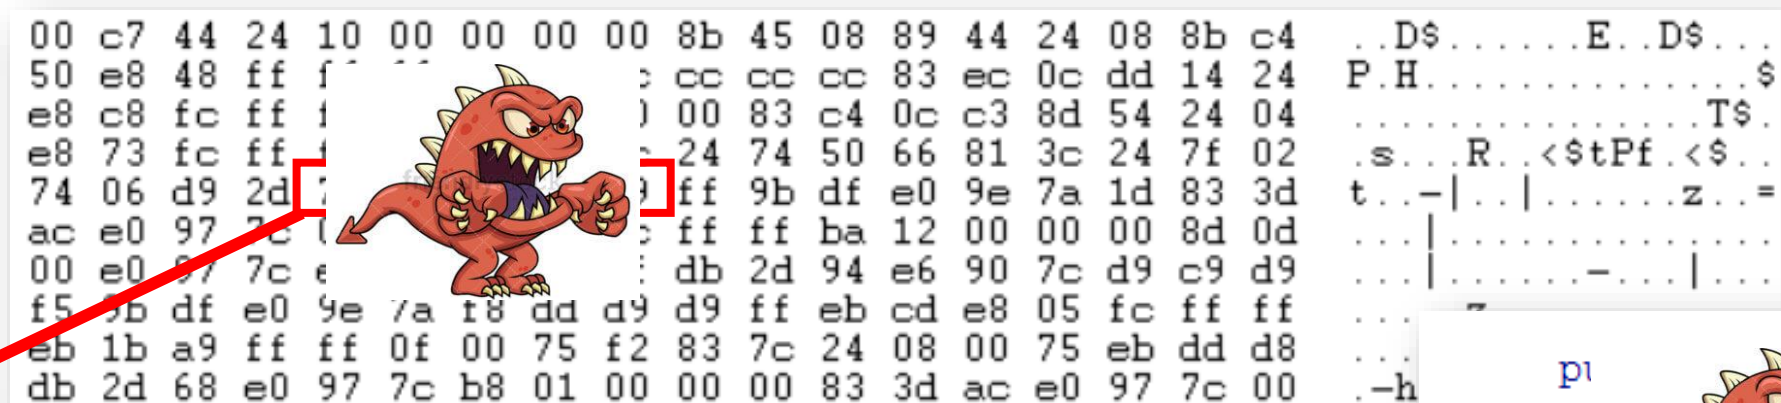 00 c7 44 24 10 00 00 00 00 8b 45 08 89 44 24 08 8b c4 ..D$......E..D$...
50 e8 48 ff cc cc cc 83 ec 0c dd 14 24 P.H..............$
e8 c8 fc ff 00 83 c4 0c c3 8d 54 24 04 ...............T$.
e8 73 fc ff 24 74 50 66 81 3c 24 7f 02 .s...R..<$tPf.<$..
74 06 d9 2d ff 9b df e0 9e 7a 1d 83 3d t..-|..|......z..=
ac e0 97 7c ff ff ba 12 00 00 00 8d 0d ...|..............
00 e0 97 7c db 2d 94 e6 90 7c d9 c9 d9 ...|......-...|...
f5 9b df e0 9e 7a f8 dd d9 d9 ff eb cd e8 05 fc ff ff ...
eb 1b a9 ff ff 0f 00 75 f2 83 7c 24 08 00 75 eb dd d8 ...
db 2d 68 e0 97 7c b8 01 00 00 00 83 3d ac e0 97 7c 00 .-h